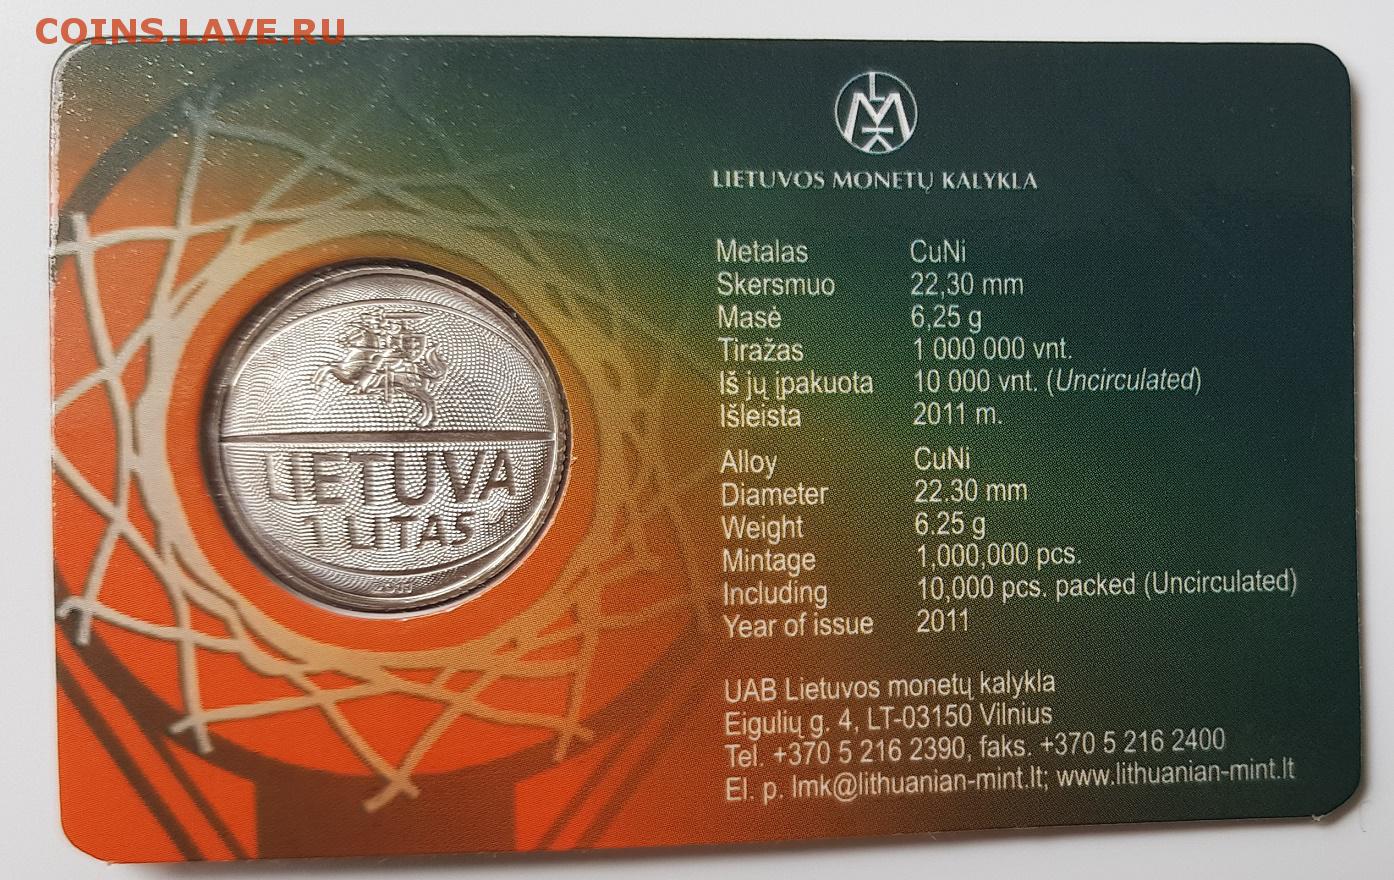 COINS.LAVE.RU
LMK
LIETUVOS MONETŲ KALYKLA
Metalas CuNi
Skersmuo 22,30 mm
Masė 6,25 g
Tiražas 1 000 000 vnt.
Iš jų įpakuota 10 000 vnt. (Uncirculated)
Išleista 2011 m.
Alloy CuNi
Diameter 22.30 mm
Weight 6.25 g
Mintage 1,000,000 pcs.
Including 10,000 pcs. packed (Uncirculated)
Year of issue 2011
UAB Lietuvos monetų kalykla
Eigulių g. 4, LT-03150 Vilnius
Tel. +370 5 216 2390, faks. +370 5 216 2400
El. p. lmk@lithuanian-mint.lt; www.lithuanian-mint.lt
LIETUVA
1 LITAS
2011